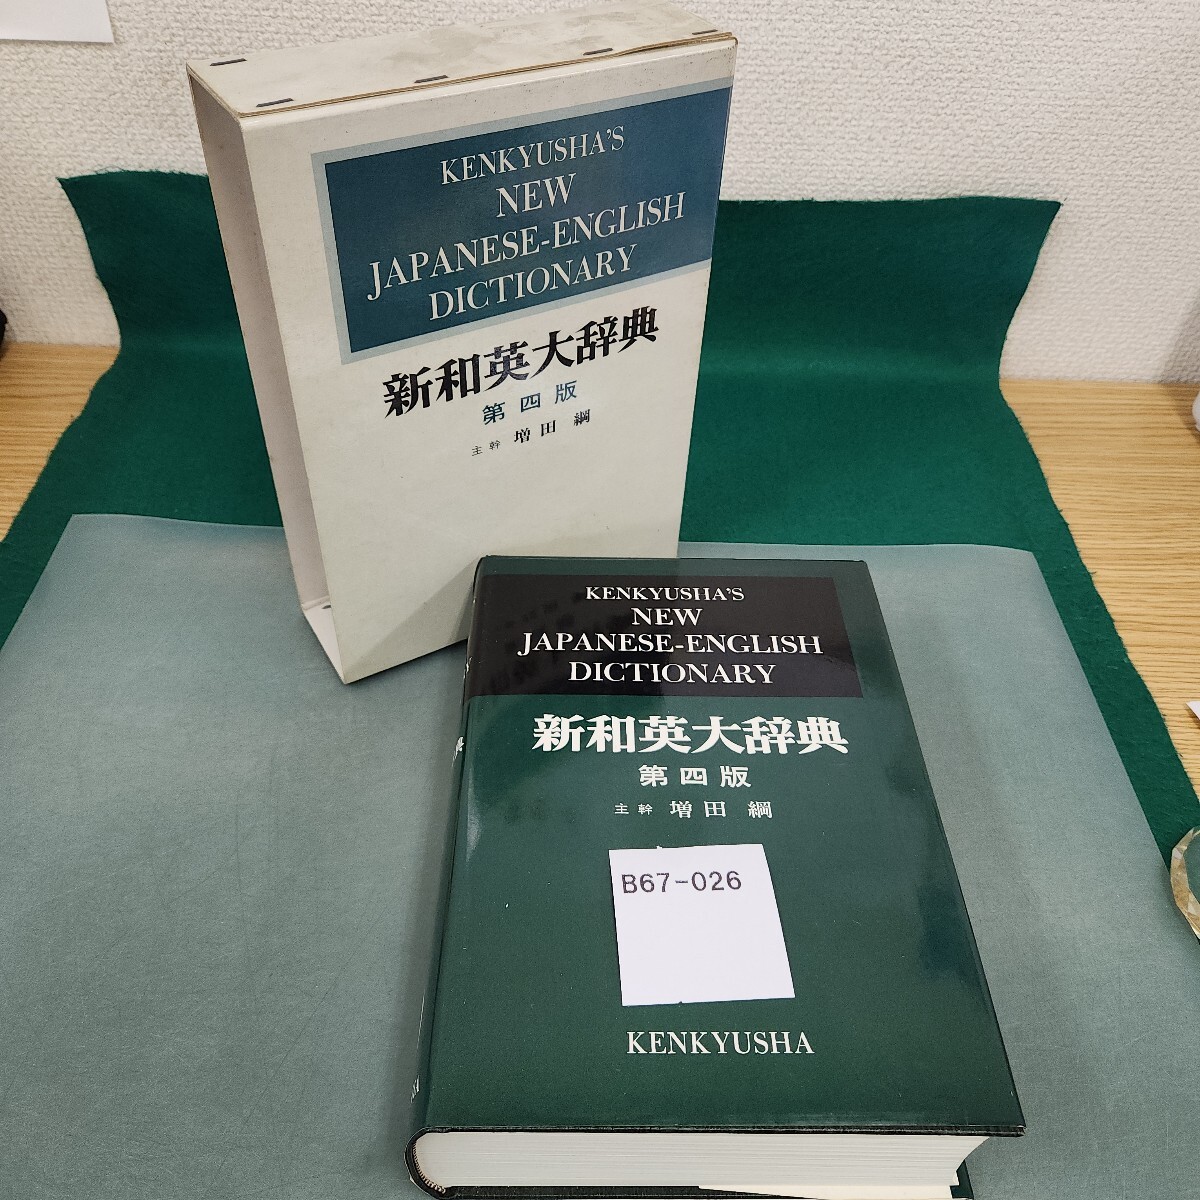 KENKYUSHA'S
NEW
JAPANESE-ENGLISH
DICTIONARY
新和英大辞典
第四版
主幹 増田 綱
KENKYUSHA'S
NEW
JAPANESE-ENGLISH
DICTIONARY
新和英大辞典
第四版
主幹 増田 綱
B67-026
KENKYUSHA